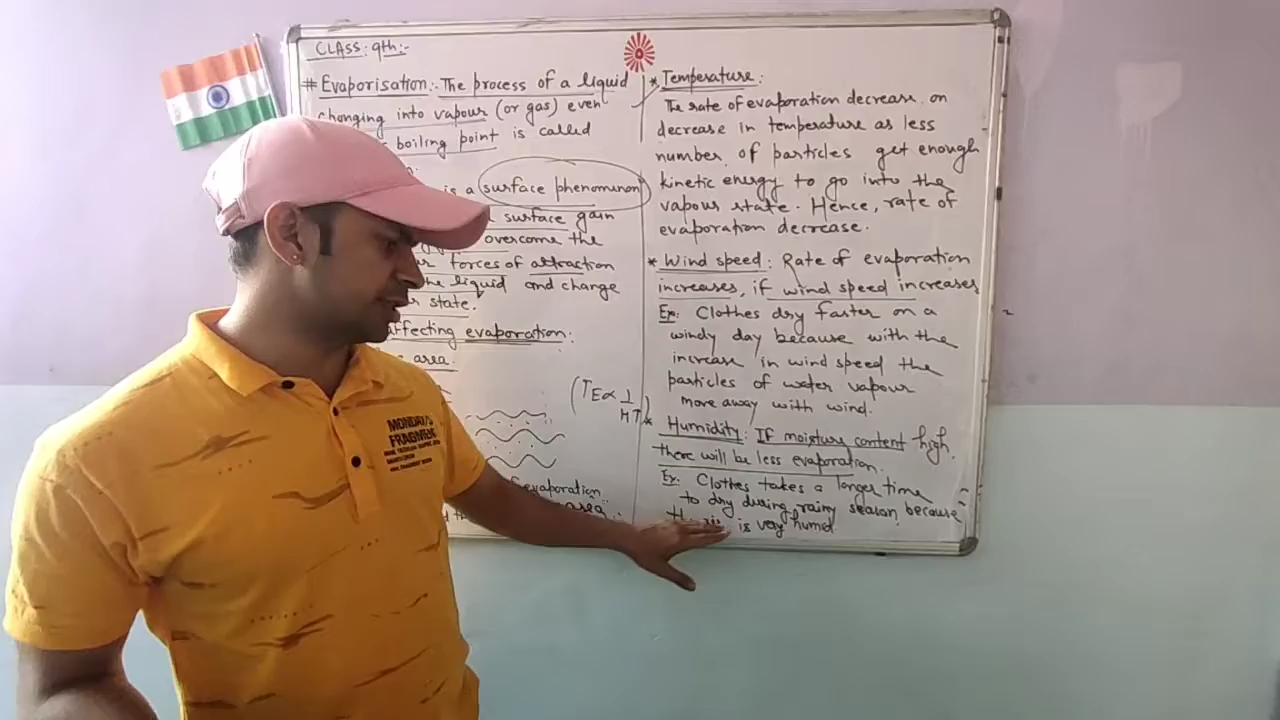 CLASS: 9th:-
# Evaporisation:- The process of a liquid
changing into vapour (or gas) even
boiling point is called
is a surface phenominon
surface gain
overcome the
forces of attraction
liquid and change
state.
affecting evaporation:
area.
(TE∝ 1/HT)
of evaporation
area
* Temperature:
The rate of evaporation decrease on
decrease in temperature as less
number of particles get enough
kinetic energy to go into the
vapour state. Hence, rate of
evaporation decrease.
* Wind speed: Rate of evaporation
increases, if wind speed increases
Ex: Clothes dry faster on a
windy day because with the
increase in wind speed the
particles of water vapour
move away with wind.
* Humidity: If moisture content high,
there will be less evaporation.
Ex: Clothes takes a longer time
to dry during rainy season, because
is very humed
MONDAY'S
FRAGMENT